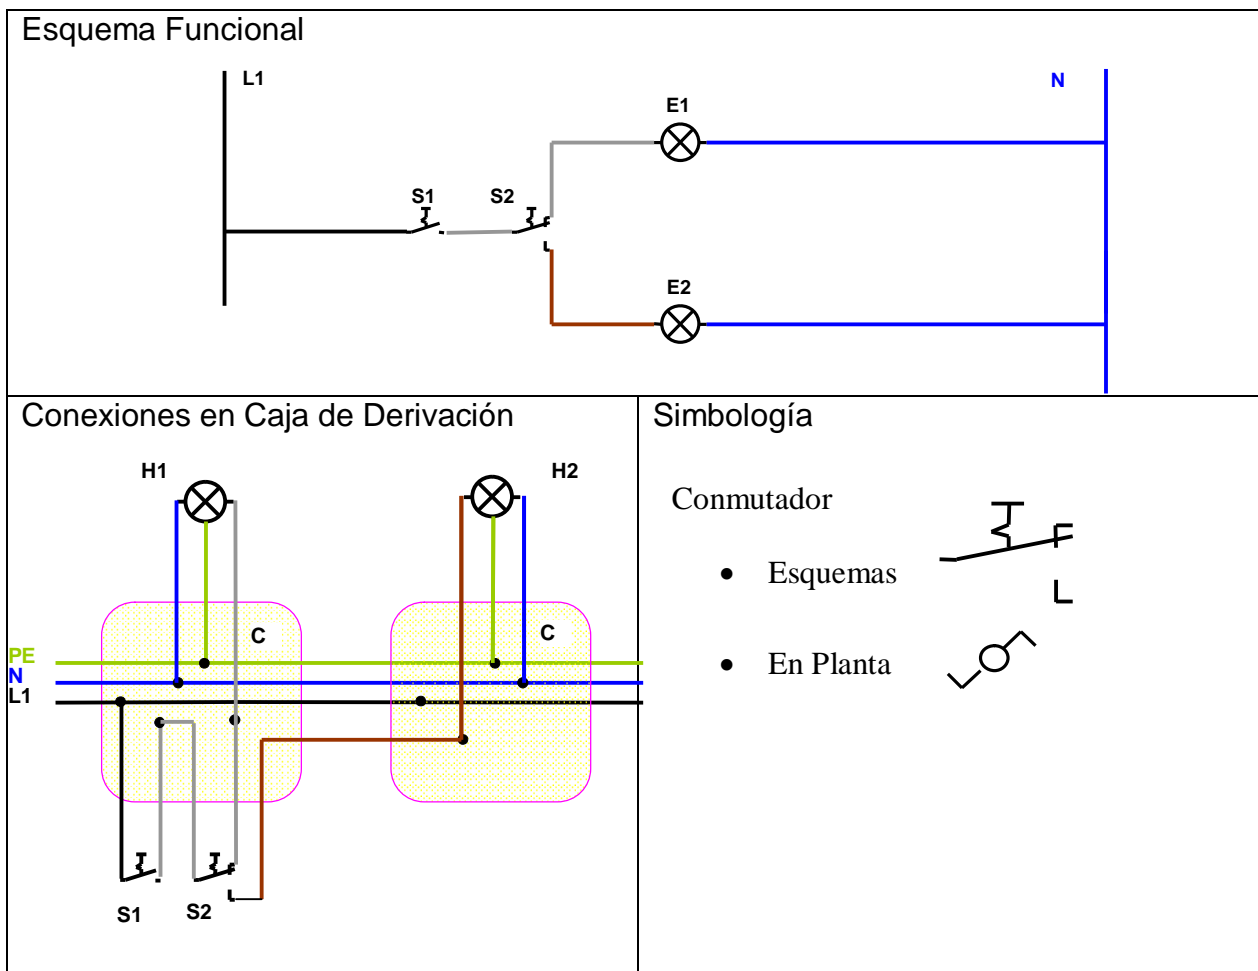 Esquema Funcional
L1
N
E1
S1
S2
E2
Conexiones en Caja de Derivación
H1
H2
C
C
PE
N
L1
S1
S2
Simbología
Conmutador
• Esquemas
• En Planta